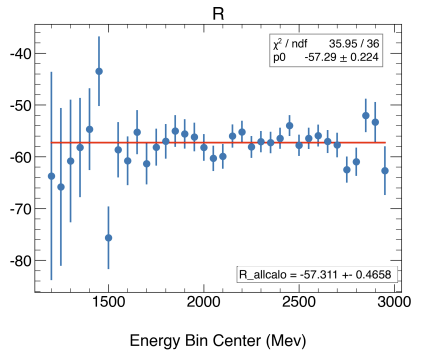 R
χ² / ndf 35.95 / 36
p0 -57.29 ± 0.224
-40
-50
-60
-70
-80
R_allcalo = -57.311 +- 0.4658
1500 2000 2500 3000
Energy Bin Center (Mev)